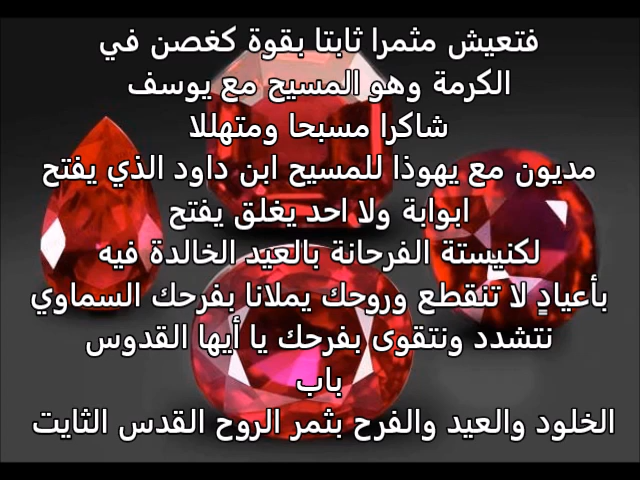 فتعيش مثمرا ثابتا بقوة كغصن في
الكرمة وهو المسيح مع يوسف
شاكرا مسبحا ومتهللا
مديون مع يهوذا للمسيح ابن داود الذي يفتح
ابوابة ولا احد يغلق يفتح
لكنيستة الفرحانة بالعيد الخالدة فيه
بأعيادٍ لا تنقطع وروحك يملانا بفرحك السماوي
نتشدد ونتقوى بفرحك يا أيها القدوس
باب
الخلود والعيد والفرح بثمر الروح القدس الثايت